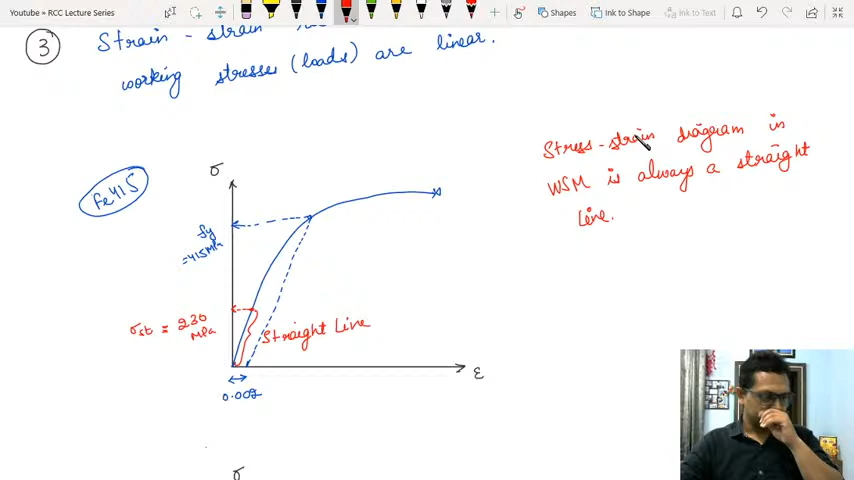 Youtube » RCC Lecture Series
Shapes
Ink to Shape
Ink to Text
3
Strain - strain
working stresses (loads) are linear.
Stress-strain diagram in
WSM is always a straight
line.
σ
Fe415
fy
=415MPa
σst = 230
MPa
Straight Line
ε
0.002
σ